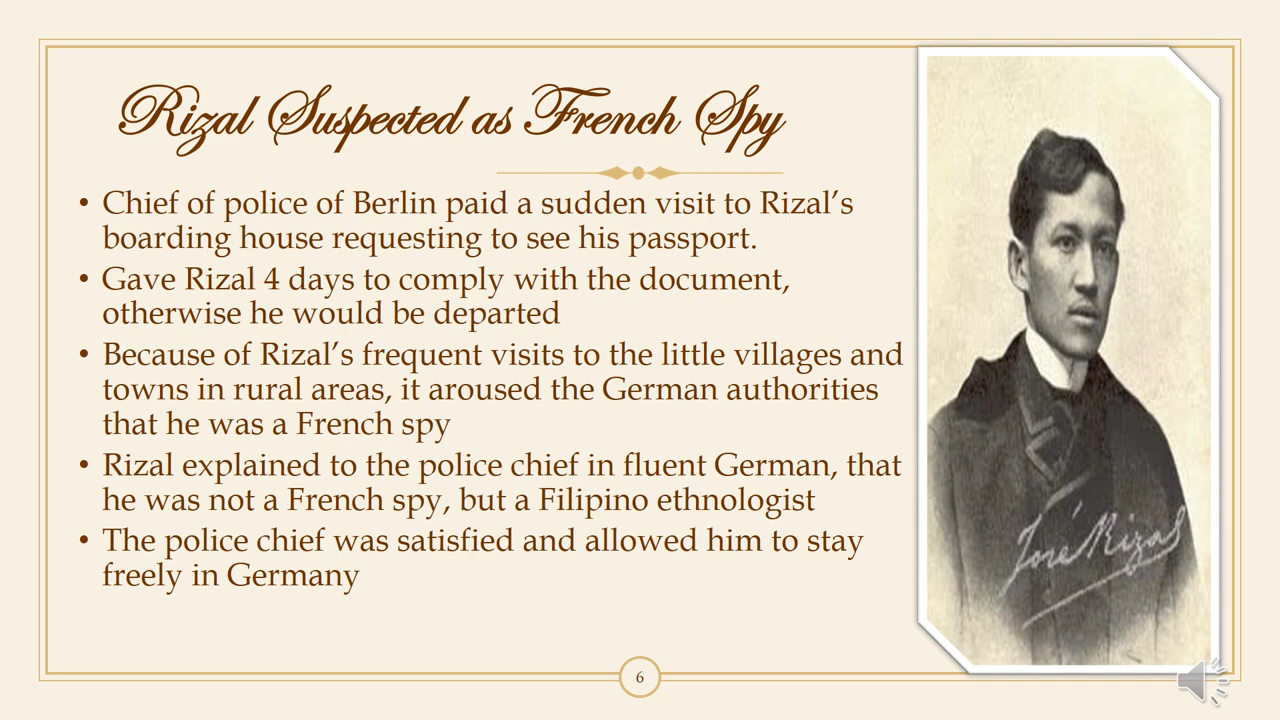 Rizal Suspected as French Spy
• Chief of police of Berlin paid a sudden visit to Rizal’s
boarding house requesting to see his passport.
• Gave Rizal 4 days to comply with the document,
otherwise he would be departed
• Because of Rizal’s frequent visits to the little villages and
towns in rural areas, it aroused the German authorities
that he was a French spy
• Rizal explained to the police chief in fluent German, that
he was not a French spy, but a Filipino ethnologist
• The police chief was satisfied and allowed him to stay
freely in Germany
José Rizal
6